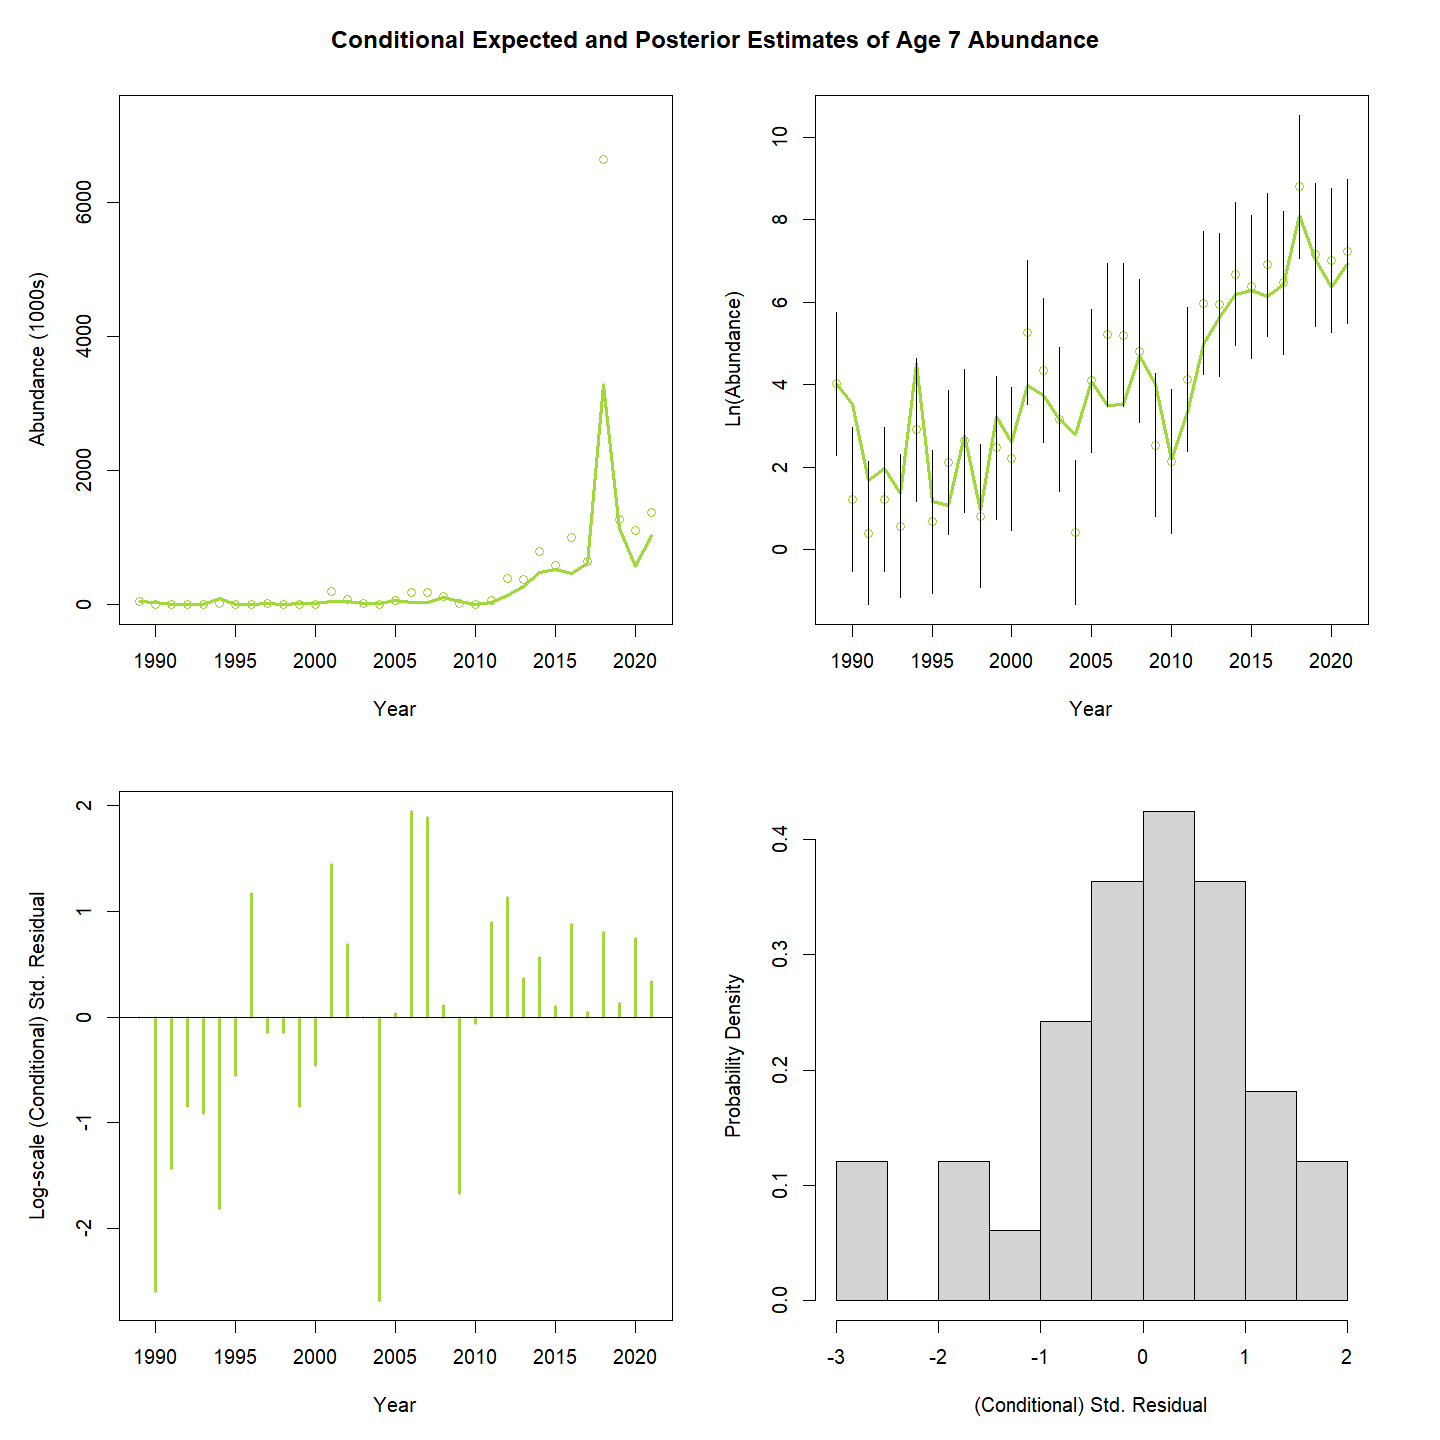 Conditional Expected and Posterior Estimates of Age 7 Abundance
Abundance (1000s)
6000
4000
2000
0
1990 1995 2000 2005 2010 2015 2020
Year
Ln(Abundance)
10
8
6
4
2
0
1990 1995 2000 2005 2010 2015 2020
Year
Log-scale (Conditional) Std. Residual
2
1
0
-1
-2
1990 1995 2000 2005 2010 2015 2020
Year
Probability Density
0.4
0.3
0.2
0.1
0.0
-3 -2 -1 0 1 2
(Conditional) Std. Residual